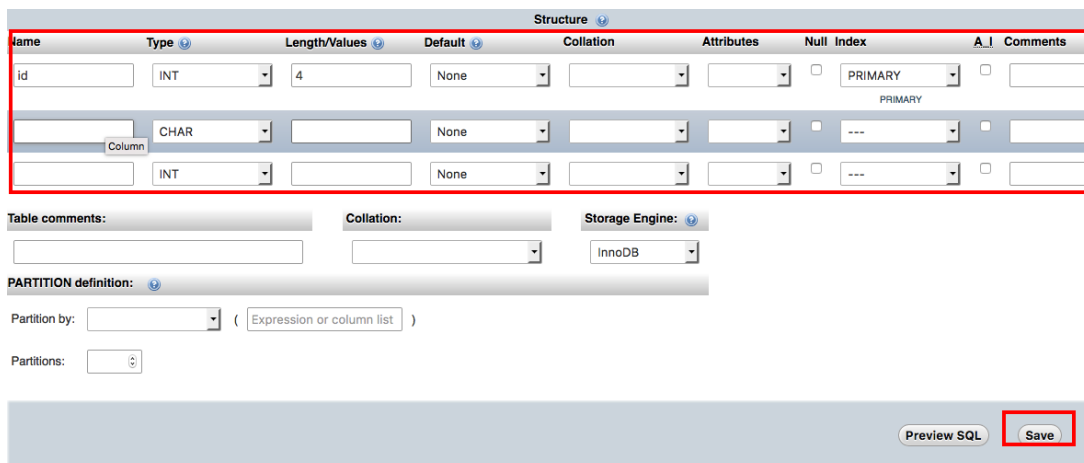 Structure
Name Type Length/Values Default Collation Attributes Null Index A_I Comments
id INT 4 None PRIMARY
PRIMARY
CHAR None ---
Column
INT None ---
Table comments: Collation: Storage Engine:
InnoDB
PARTITION definition:
Partition by: ( Expression or column list )
Partitions:
Preview SQL Save